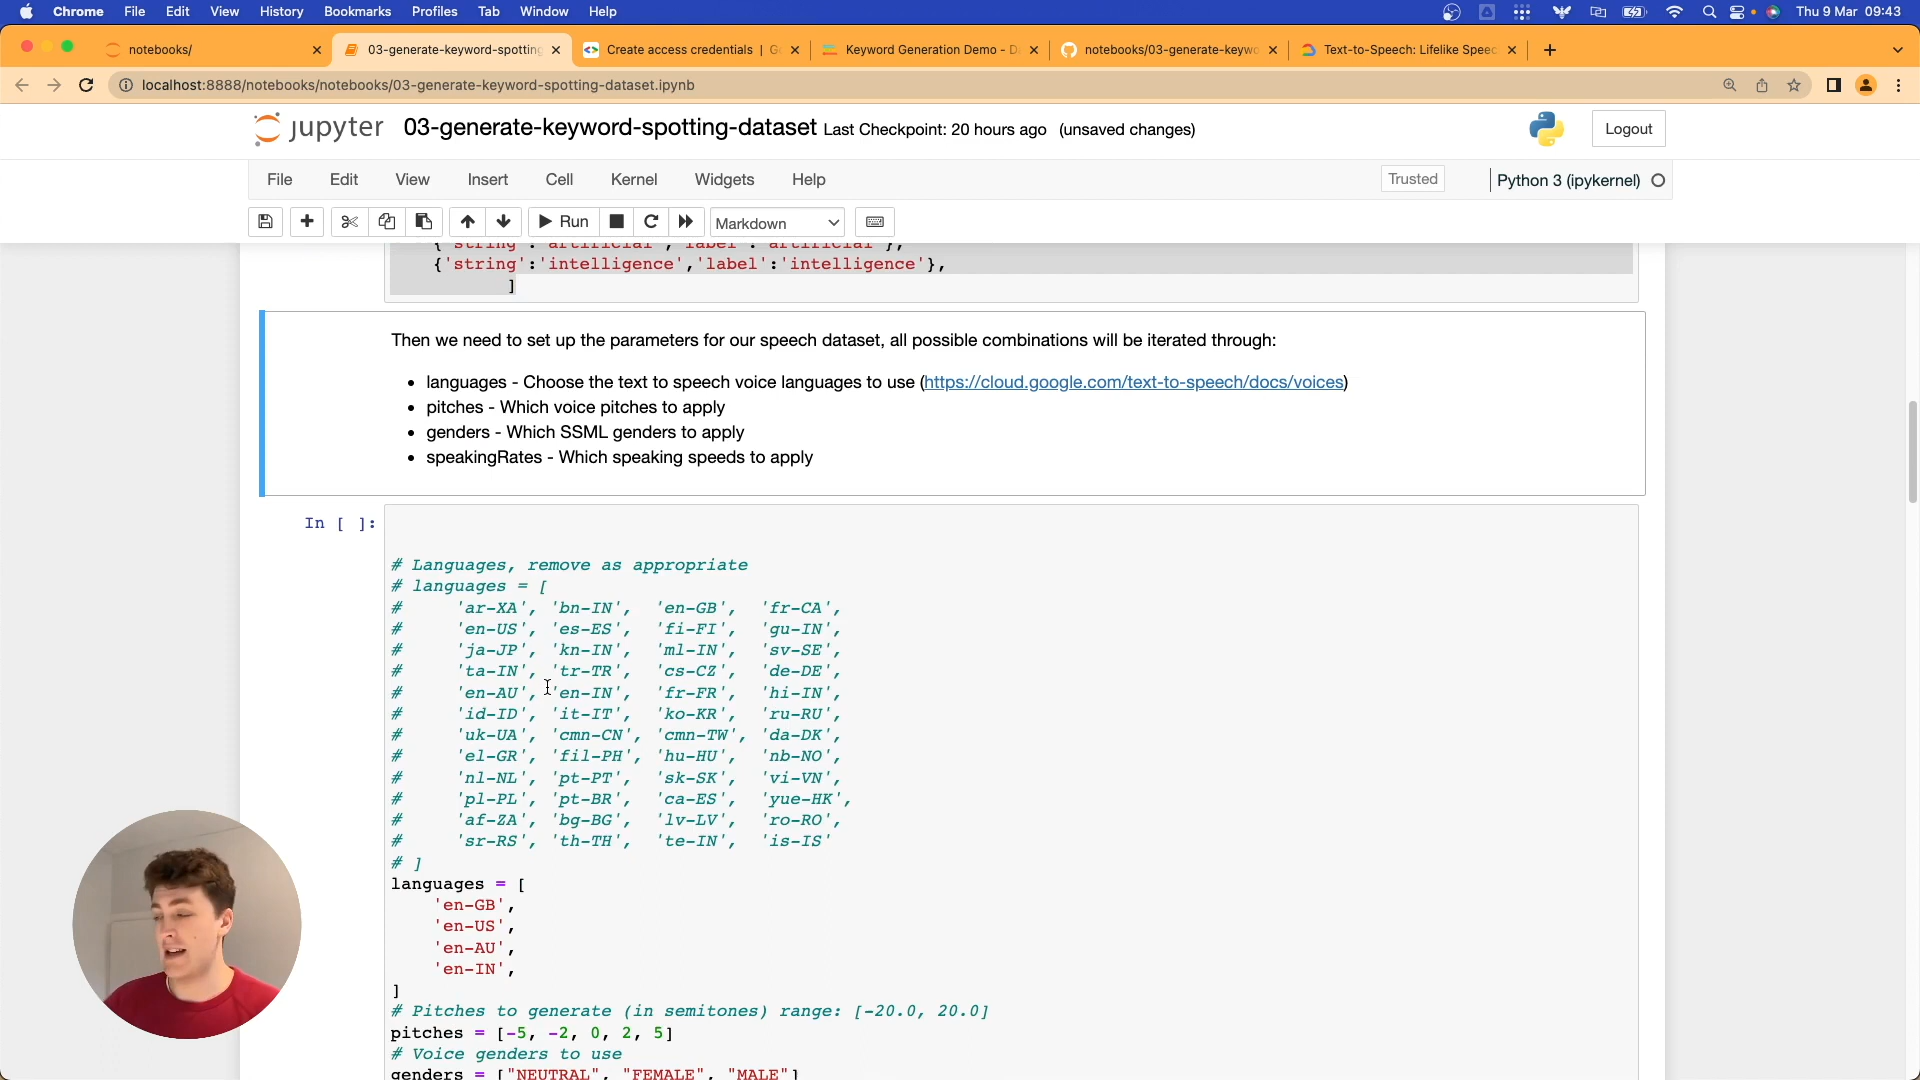 Chrome File Edit View History Bookmarks Profiles Tab Window Help Thu 9 Mar 09:43
notebooks/ 03-generate-keyword-spotting Create access credentials | Go Keyword Generation Demo - D notebooks/03-generate-keywo Text-to-Speech: Lifelike Speec
localhost:8888/notebooks/notebooks/03-generate-keyword-spotting-dataset.ipynb
jupyter 03-generate-keyword-spotting-dataset Last Checkpoint: 20 hours ago (unsaved changes) Logout
File Edit View Insert Cell Kernel Widgets Help Trusted Python 3 (ipykernel)
Run Markdown
{'string':'artificial','label':'artificial'},
{'string':'intelligence','label':'intelligence'},
]
Then we need to set up the parameters for our speech dataset, all possible combinations will be iterated through:
• languages - Choose the text to speech voice languages to use (https://cloud.google.com/text-to-speech/docs/voices)
• pitches - Which voice pitches to apply
• genders - Which SSML genders to apply
• speakingRates - Which speaking speeds to apply
In [ ]:
# Languages, remove as appropriate
# languages = [
# 'ar-XA', 'bn-IN', 'en-GB', 'fr-CA',
# 'en-US', 'es-ES', 'fi-FI', 'gu-IN',
# 'ja-JP', 'kn-IN', 'ml-IN', 'sv-SE',
# 'ta-IN', 'tr-TR', 'cs-CZ', 'de-DE',
# 'en-AU', 'en-IN', 'fr-FR', 'hi-IN',
# 'id-ID', 'it-IT', 'ko-KR', 'ru-RU',
# 'uk-UA', 'cmn-CN', 'cmn-TW', 'da-DK',
# 'el-GR', 'fil-PH', 'hu-HU', 'nb-NO',
# 'nl-NL', 'pt-PT', 'sk-SK', 'vi-VN',
# 'pl-PL', 'pt-BR', 'ca-ES', 'yue-HK',
# 'af-ZA', 'bg-BG', 'lv-LV', 'ro-RO',
# 'sr-RS', 'th-TH', 'te-IN', 'is-IS'
# ]
languages = [
'en-GB',
'en-US',
'en-AU',
'en-IN',
]
# Pitches to generate (in semitones) range: [-20.0, 20.0]
pitches = [-5, -2, 0, 2, 5]
# Voice genders to use
genders = ["NEUTRAL", "FEMALE", "MALE"]